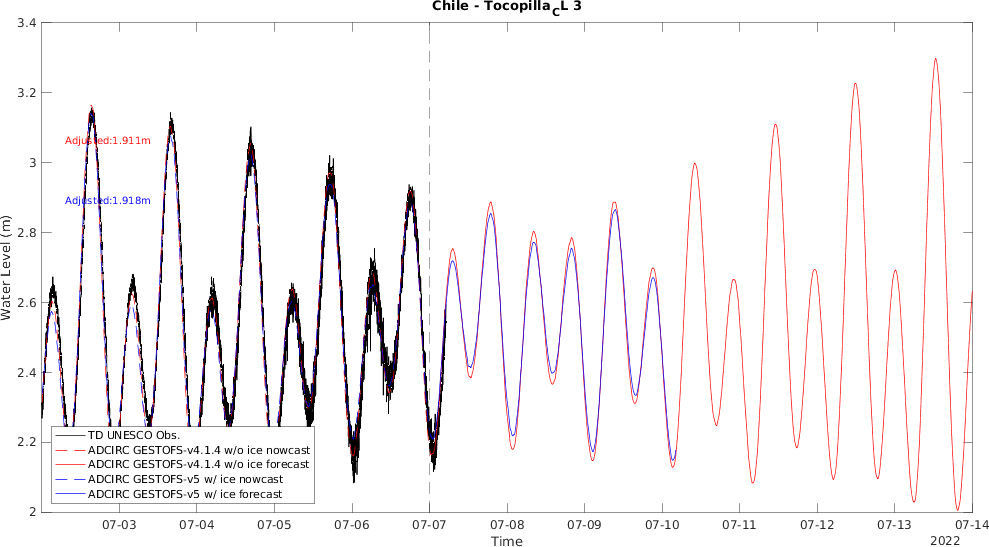 Chile - Tocopilla_CL 3
3.4
3.2
3
2.8
2.6
2.4
2.2
2
Water Level (m)
Adjusted:1.911m
Adjusted:1.918m
TD UNESCO Obs.
ADCIRC GESTOFS-v4.1.4 w/o ice nowcast
ADCIRC GESTOFS-v4.1.4 w/o ice forecast
ADCIRC GESTOFS-v5 w/ ice nowcast
ADCIRC GESTOFS-v5 w/ ice forecast
07-03 07-04 07-05 07-06 07-07 07-08 07-09 07-10 07-11 07-12 07-13 07-14
Time
2022